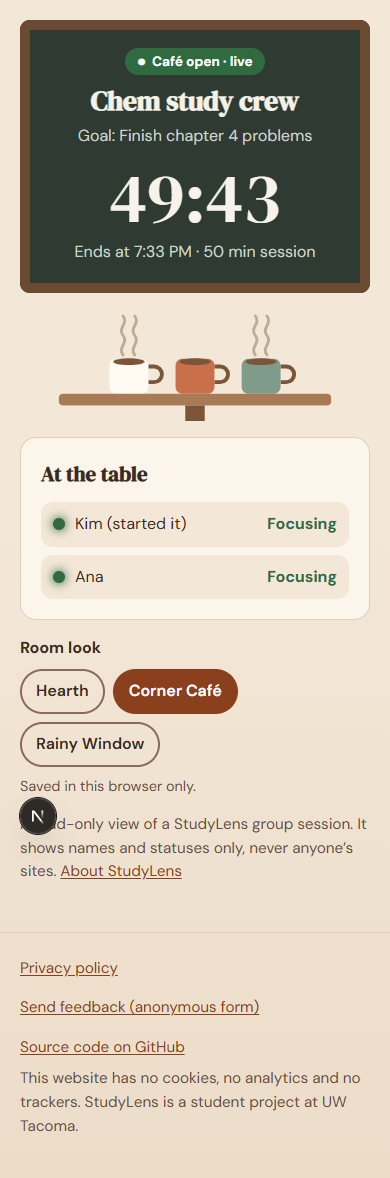 Café open · live
Chem study crew
Goal: Finish chapter 4 problems
49:43
Ends at 7:33 PM · 50 min session
At the table
Kim (started it) Focusing
Ana Focusing
Room look
Hearth Corner Café
Rainy Window
Saved in this browser only.
N
d-only view of a StudyLens group session. It
shows names and statuses only, never anyone's
sites. About StudyLens
Privacy policy
Send feedback (anonymous form)
Source code on GitHub
This website has no cookies, no analytics and no
trackers. StudyLens is a student project at UW
Tacoma.